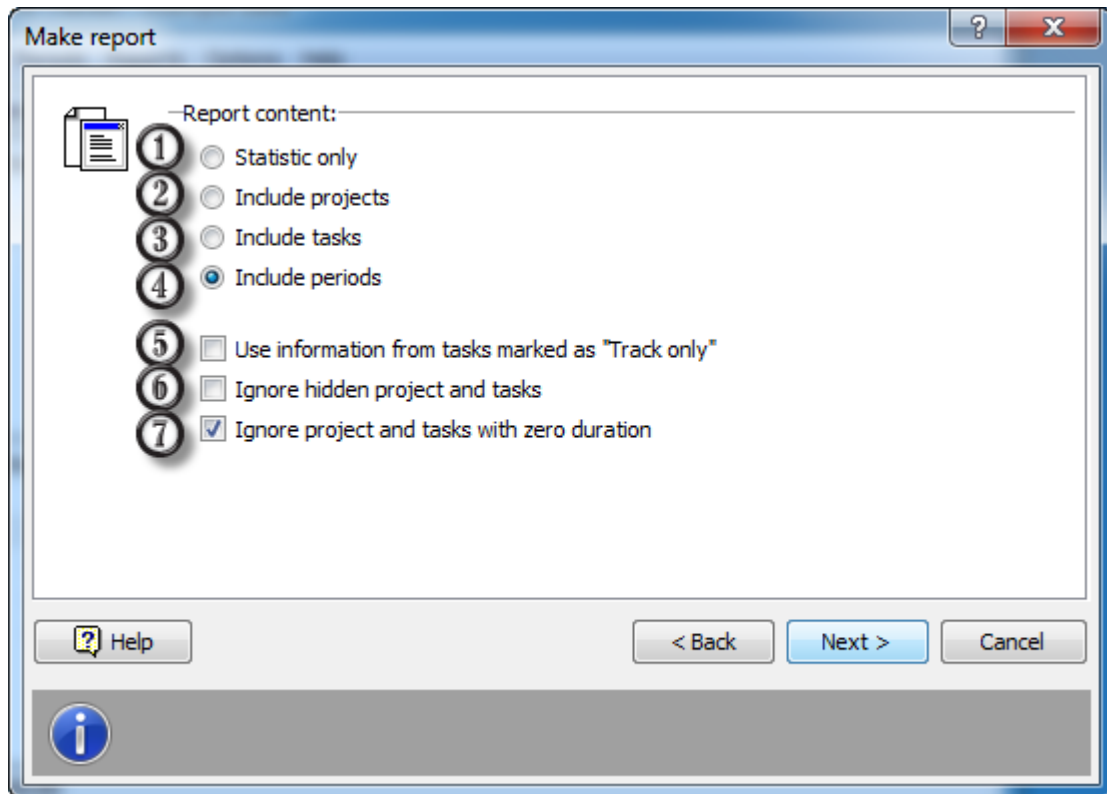 Make report
Report content:
1 Statistic only
2 Include projects
3 Include tasks
4 Include periods
5 Use information from tasks marked as "Track only"
6 Ignore hidden project and tasks
7 Ignore project and tasks with zero duration
Help < Back Next > Cancel